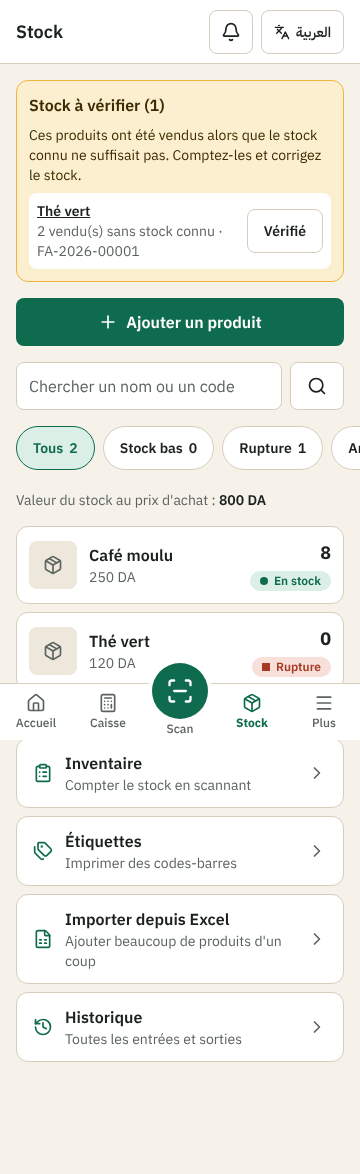 Stock
العربية
Stock à vérifier (1)
Ces produits ont été vendus alors que le stock
connu ne suffisait pas. Comptez-les et corrigez
le stock.
Thé vert
2 vendu(s) sans stock connu ·
FA-2026-00001
Vérifié
Ajouter un produit
Chercher un nom ou un code
Tous 2
Stock bas 0
Rupture 1
Valeur du stock au prix d'achat : 800 DA
Café moulu
250 DA
8
En stock
Thé vert
120 DA
0
Rupture
Accueil
Caisse
Scan
Stock
Plus
Inventaire
Compter le stock en scannant
Étiquettes
Imprimer des codes-barres
Importer depuis Excel
Ajouter beaucoup de produits d'un
coup
Historique
Toutes les entrées et sorties